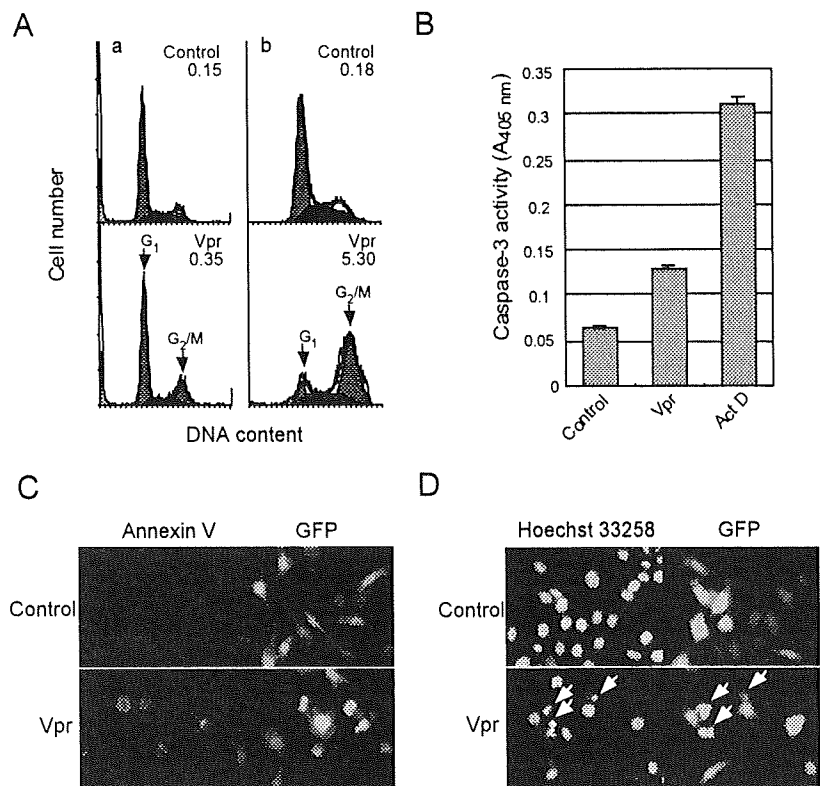 A
a
Control
0.15
b
Control
0.18
Vpr
0.35
G1
G2/M
Vpr
5.30
G1
G2/M
Cell number
DNA content
B
Caspase-3 activity (A405 nm)
0.35
0.3
0.25
0.2
0.15
0.1
0.05
0
Control
Vpr
Act D
C
Annexin V GFP
Control
Vpr
D
Hoechst 33258 GFP
Control
Vpr